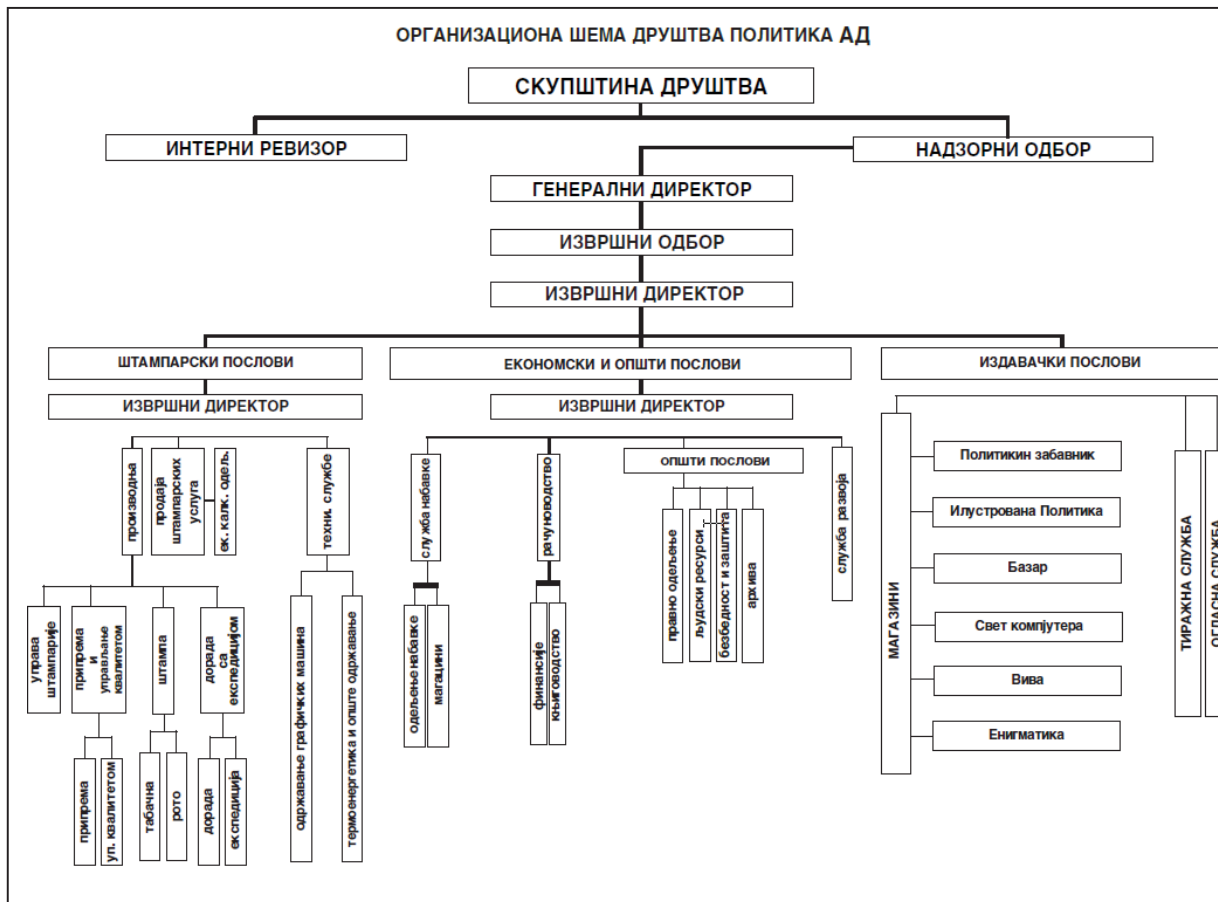 ОРГАНИЗАЦИОНА ШЕМА ДРУШТВА ПОЛИТИКА АД
СКУПШТИНА ДРУШТВА
ИНТЕРНИ РЕВИЗОР
НАДЗОРНИ ОДБОР
ГЕНЕРАЛНИ ДИРЕКТОР
ИЗВРШНИ ОДБОР
ИЗВРШНИ ДИРЕКТОР
ШТАМПАРСКИ ПОСЛОВИ
ЕКОНОМСКИ И ОПШТИ ПОСЛОВИ
ИЗДАВАЧКИ ПОСЛОВИ
ИЗВРШНИ ДИРЕКТОР
ИЗВРШНИ ДИРЕКТОР
производња
продаја
штампарских
услуга
ек. калк. одељ.
техни. службе
управа
штампарије
припрема
и
управљање
квалитетом
штампа
дорада
са
експедицијом
припрема
уп. квалитетом
табачна
рото
дорада
експедиција
одржавање графичких машина
термоенергетика и опште одржавање
служба набавке
рачуноводство
ОПШТИ ПОСЛОВИ
служба развоја
одељење набавке
магацини
финансије
књиговодство
правно одељење
људски ресурси
безбедност и заштита
архива
МАГАЗИНИ
Политикин забавник
Илустрована Политика
Базар
Свет компјутера
Вива
Енигматика
ТИРАЖНА СЛУЖБА
ОГЛАСНА СЛУЖБА